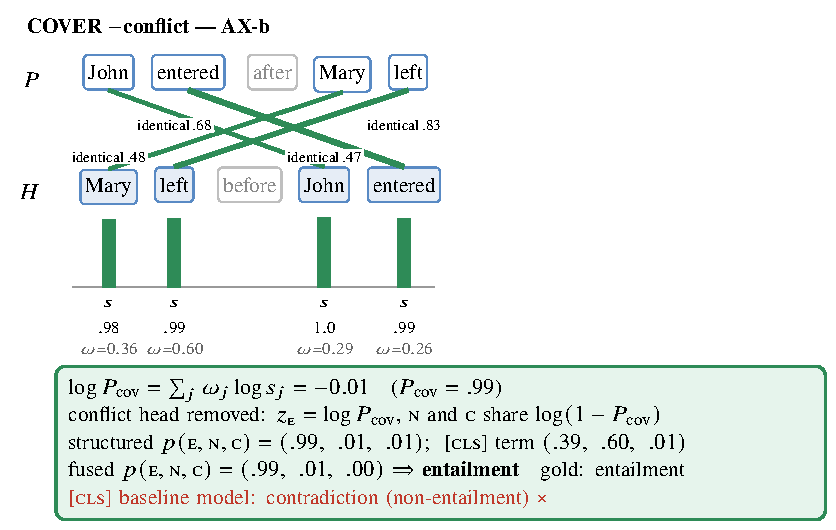 COVER −conflict — AX-b
P John entered after Mary left
identical .68 identical .83
identical .48 identical .47
H Mary left before John entered
s s s s
.98 .99 1.0 .99
ω=0.36 ω=0.60 ω=0.29 ω=0.26
log P_cov = ∑_j ω_j log s_j = −0.01 (P_cov = .99)
conflict head removed: z_E = log P_cov, N and C share log(1 − P_cov)
structured p(E, N, C) = (.99, .01, .01); [CLS] term (.39, .60, .01)
fused p(E, N, C) = (.99, .01, .00) ⟹ entailment gold: entailment
[CLS] baseline model: contradiction (non-entailment) ×